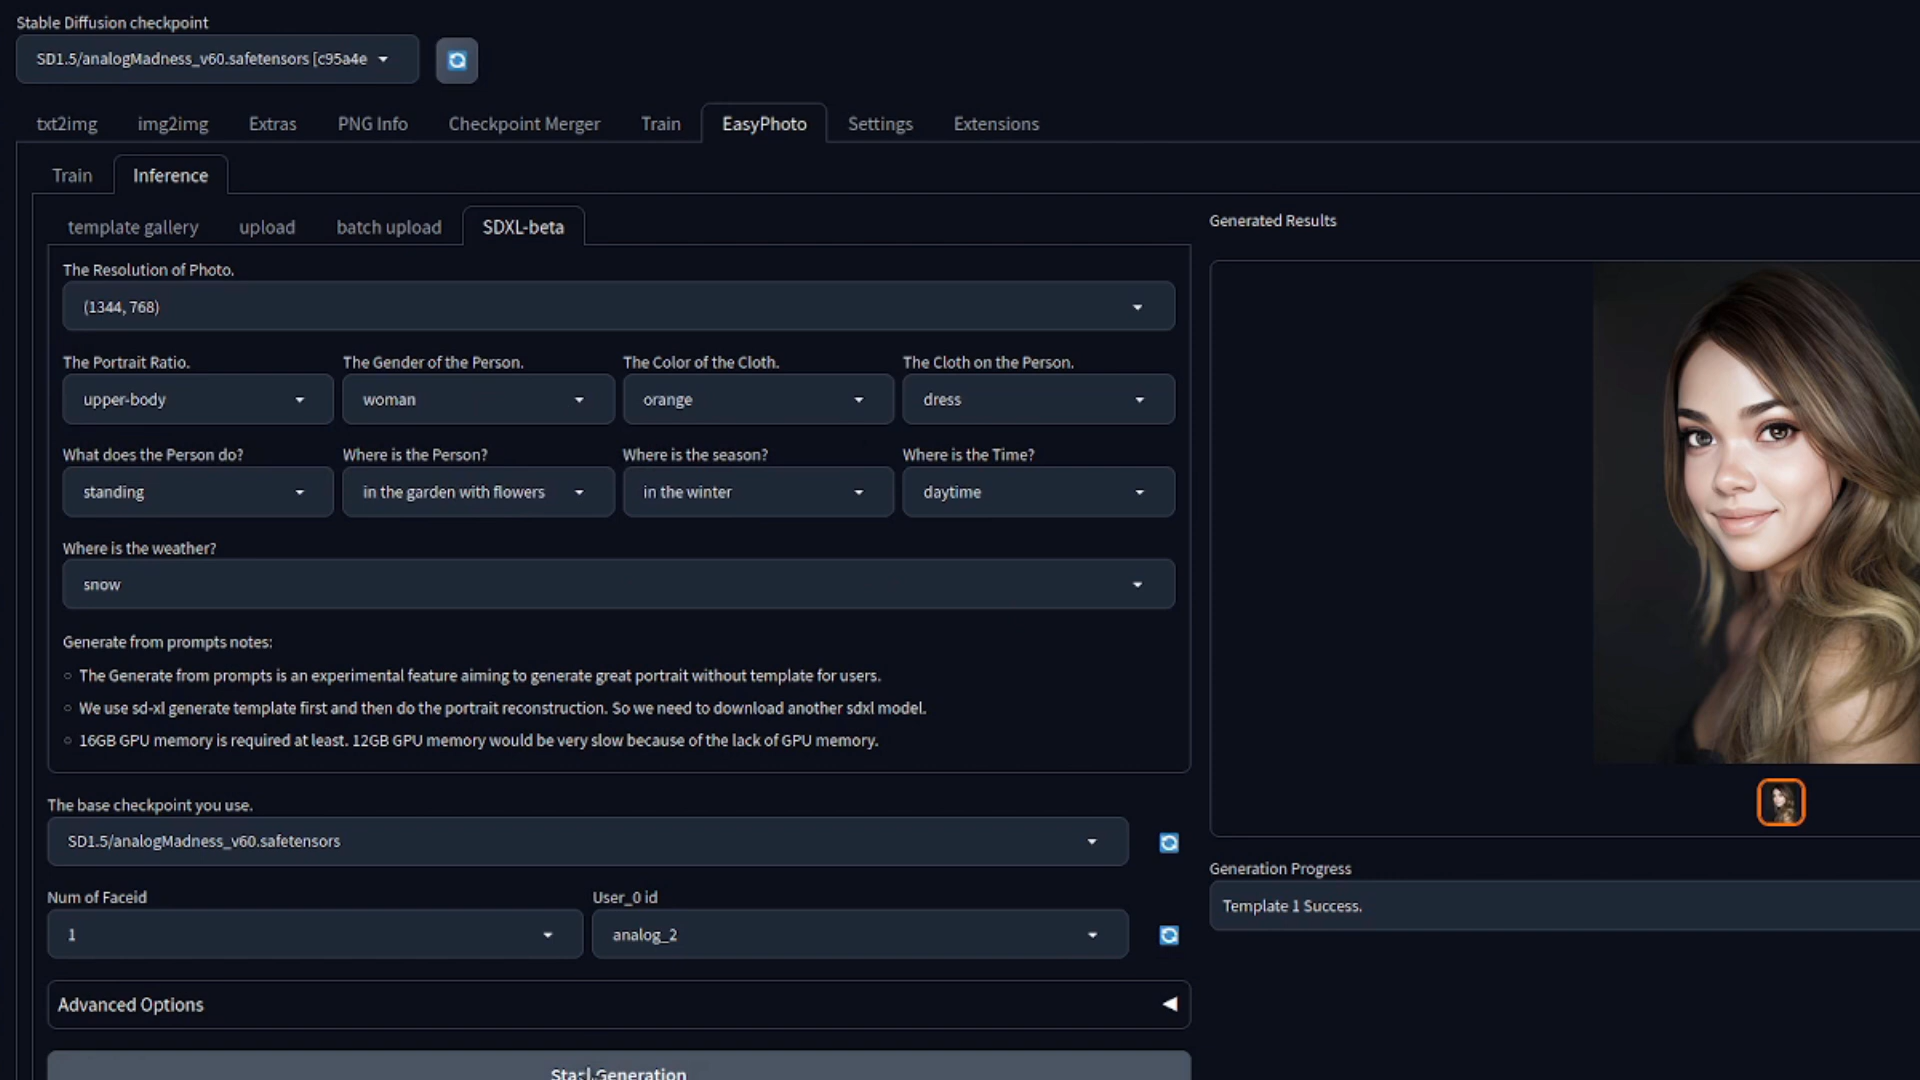 Stable Diffusion checkpoint
SD1.5/analogMadness_v60.safetensors [c95a4e
txt2img img2img Extras PNG Info Checkpoint Merger Train EasyPhoto Settings Extensions
Train Inference
template gallery upload batch upload SDXL-beta
Generated Results
The Resolution of Photo.
(1344, 768)
The Portrait Ratio. The Gender of the Person. The Color of the Cloth. The Cloth on the Person.
upper-body woman orange dress
What does the Person do? Where is the Person? Where is the season? Where is the Time?
standing in the garden with flowers in the winter daytime
Where is the weather?
snow
Generate from prompts notes:
The Generate from prompts is an experimental feature aiming to generate great portrait without template for users.
We use sd-xl generate template first and then do the portrait reconstruction. So we need to download another sdxl model.
16GB GPU memory is required at least. 12GB GPU memory would be very slow because of the lack of GPU memory.
The base checkpoint you use.
SD1.5/analogMadness_v60.safetensors
Generation Progress
Template 1 Success.
Num of Faceid User_0 id
1 analog_2
Advanced Options
Start Generation